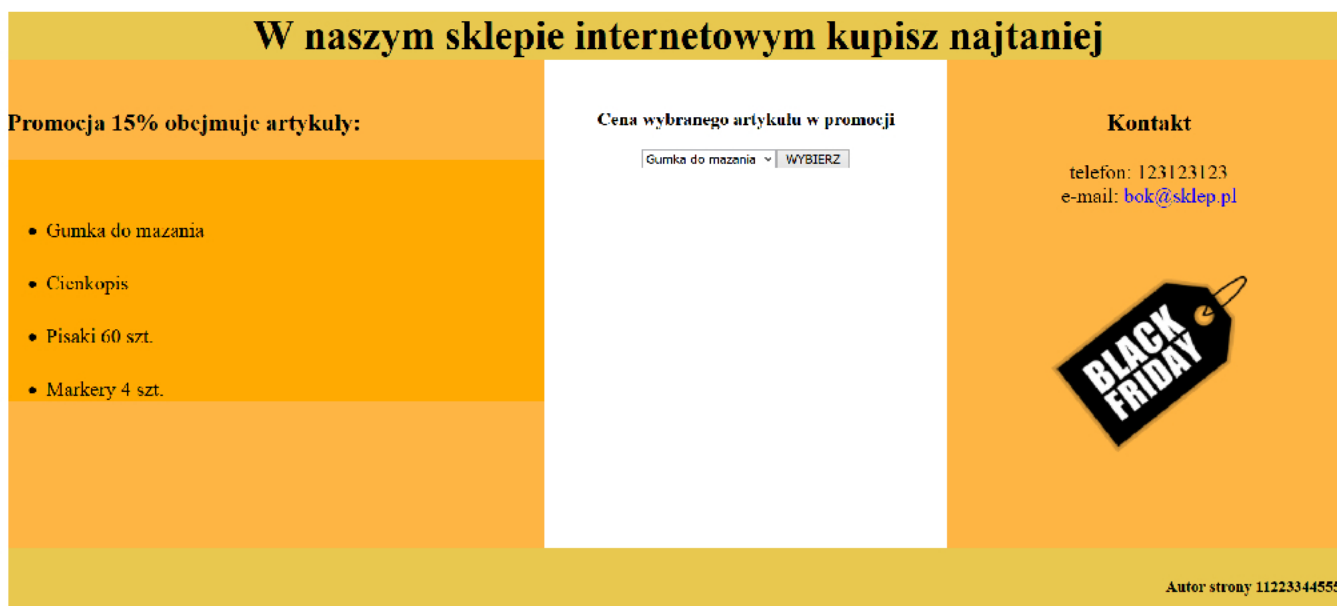 W naszym sklepie internetowym kupisz najtaniej
Promocja 15% obejmuje artykuły:
Gumka do mazania
Cienkopis
Pisaki 60 szt.
Markery 4 szt.
Cena wybranego artykułu w promocji
Gumka do mazania WYBIERZ
Kontakt
telefon: 123123123
e-mail: bok@sklep.pl
BLACK
FRIDAY
Autor strony 11223344555